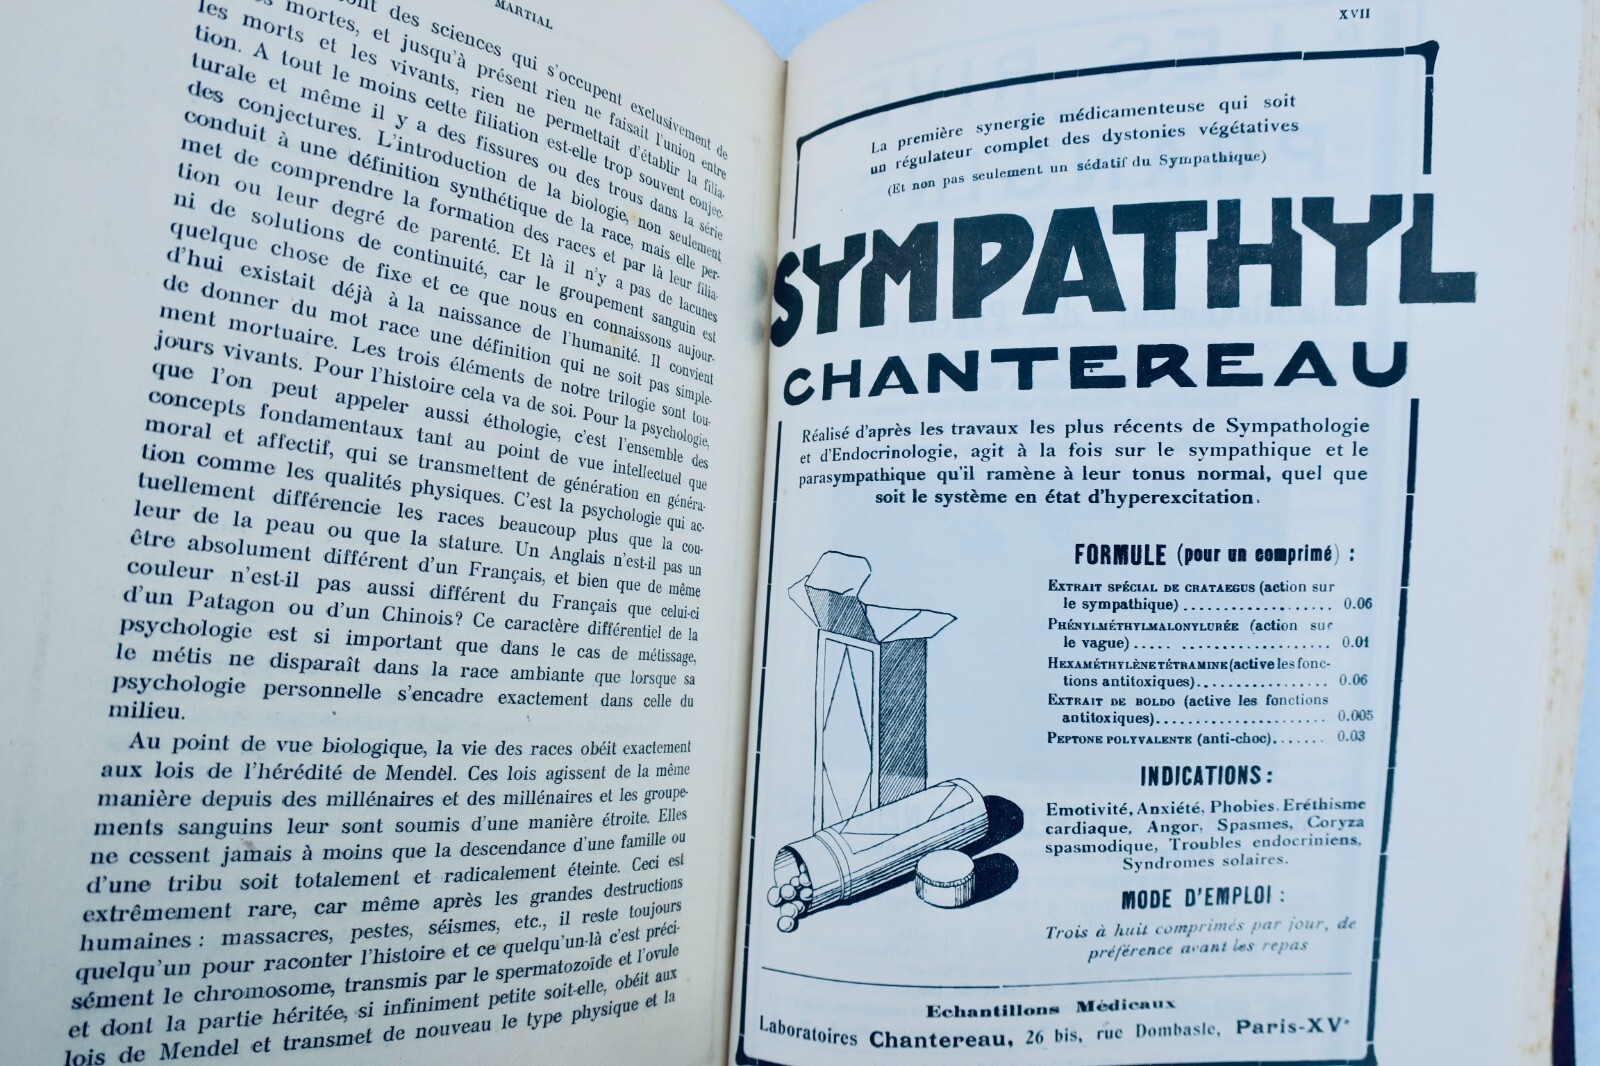 MARTIAL
ont des sciences qui s'occupent exclusivement de
mortes, et jusqu'à présent rien ne faisait l'union entre
les morts et les vivants, rien ne permettait d'établir la filia-
tion. A tout le moins cette filiation est-elle trop souvent conjec-
turale et même il y a des fissures ou des trous dans la série
des conjectures. L'introduction de la biologie, non seulement
conduit à une définition synthétique de la race, mais elle per-
met de comprendre la formation des races et par là leur filia-
tion ou leur degré de parenté. Et là il n'y a pas de lacunes
ni de solutions de continuité, car le groupement sanguin est
quelque chose de fixe et ce que nous en connaissons aujour-
d'hui existait déjà à la naissance de l'humanité. Il convient
de donner du mot race une définition qui ne soit pas simple-
ment mortuaire. Les trois éléments de notre trilogie sont tou-
jours vivants. Pour l'histoire cela va de soi. Pour la psychologie,
que l'on peut appeler aussi éthologie, c'est l'ensemble des
concepts fondamentaux tant au point de vue intellectuel que
moral et affectif, qui se transmettent de génération en généra-
tion comme les qualités physiques. C'est la psychologie qui ac-
tuellement différencie les races beaucoup plus que la cou-
leur de la peau ou que la stature. Un Anglais n'est-il pas un
être absolument différent d'un Français, et bien que de même
couleur n'est-il pas aussi différent du Français que celui-ci
d'un Patagon ou d'un Chinois? Ce caractère différentiel de la
psychologie est si important que dans le cas de métissage,
le métis ne disparaît dans la race ambiante que lorsque sa
psychologie personnelle s'encadre exactement dans celle du
milieu.
Au point de vue biologique, la vie des races obéit exactement
aux lois de l'hérédité de Mendel. Ces lois agissent de la même
manière depuis des millénaires et des millénaires et les groupe-
ments sanguins leur sont soumis d'une manière étroite. Elles
ne cessent jamais à moins que la descendance d'une famille ou
d'une tribu soit totalement et radicalement éteinte. Ceci est
extrêmement rare, car même après les grandes destructions
humaines : massacres, pestes, séismes, etc., il reste toujours
quelqu'un pour raconter l'histoire et ce quelqu'un-là c'est préci-
sément le chromosome, transmis par le spermatozoïde et l'ovule
et dont la partie héritée, si infiniment petite soit-elle, obéit aux
lois de Mendel et transmet de nouveau le type physique et la
XVII
La première synergie médicamenteuse qui soit
un régulateur complet des dystonies végétatives
(Et non pas seulement un sédatif du Sympathique)
SYMPATHYL
CHANTEREAU
Réalisé d'après les travaux les plus récents de Sympathologie
et d'Endocrinologie, agit à la fois sur le sympathique et le
parasympathique qu'il ramène à leur tonus normal, quel que
soit le système en état d'hyperexcitation.
FORMULE (pour un comprimé) :
EXTRAIT SPÉCIAL DE CRATAEGUS (action sur
le sympathique) .................... 0.06
PHÉNYLMÉTHYLMALONYLURÉE (action sur
le vague)..... ...................... 0.01
HEXAMÉTHYLÈNETÉTRAMINE (active les fonc-
tions antitoxiques)................... 0.06
EXTRAIT DE BOLDO (active les fonctions
antitoxiques)........................ 0.005
PEPTONE POLYVALENTE (anti-choc)....... 0.03
INDICATIONS :
Emotivité, Anxiété, Phobies. Eréthisme
cardiaque, Angor, Spasmes, Coryza
spasmodique, Troubles endocriniens,
Syndromes solaires.
MODE D'EMPLOI :
Trois à huit comprimés par jour, de
préférence avant les repas
Echantillons Médicaux
Laboratoires Chantereau, 26 bis, rue Dombasle, Paris-XVe